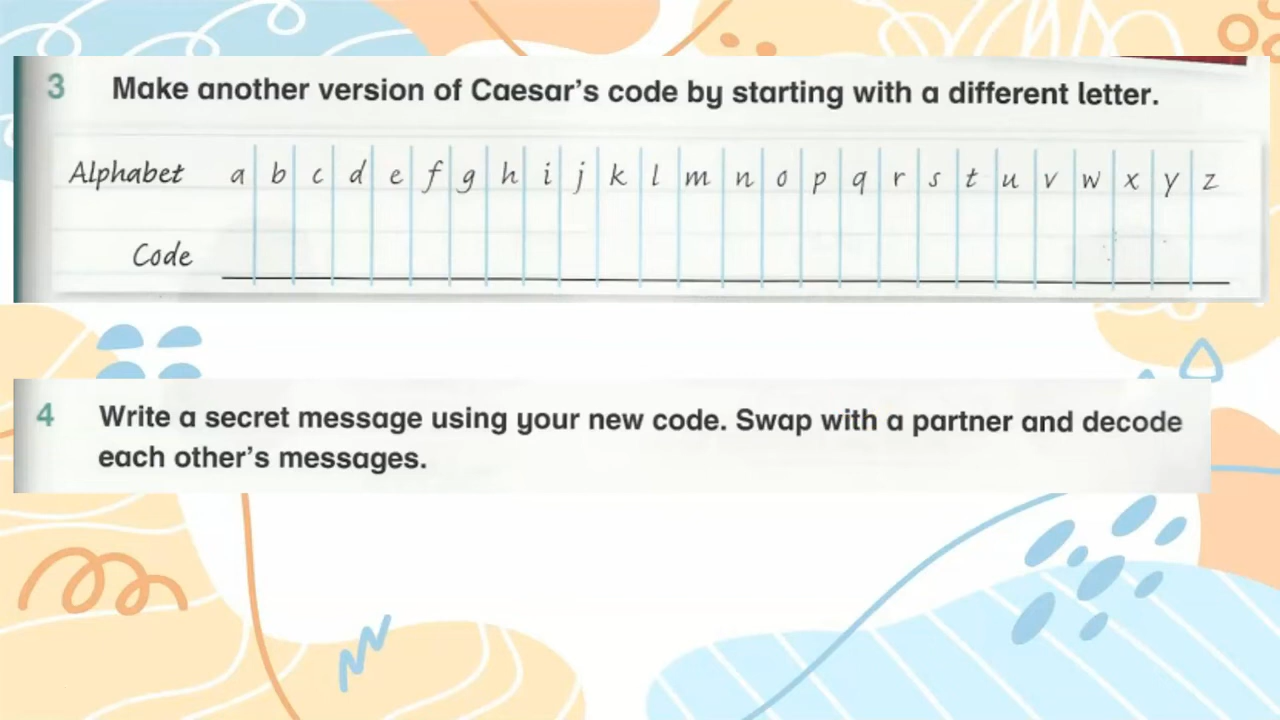 3 Make another version of Caesar's code by starting with a different letter.
Alphabet a b c d e f g h i j k l m n o p q r s t u v w x y z
Code
4 Write a secret message using your new code. Swap with a partner and decode
each other's messages.